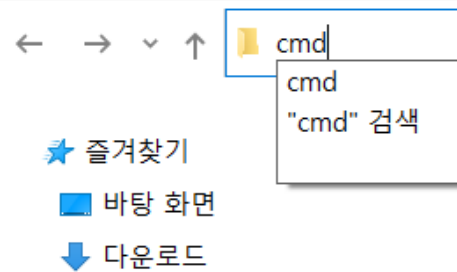 cmd
cmd
"cmd" 검색
즐겨찾기
바탕 화면
다운로드